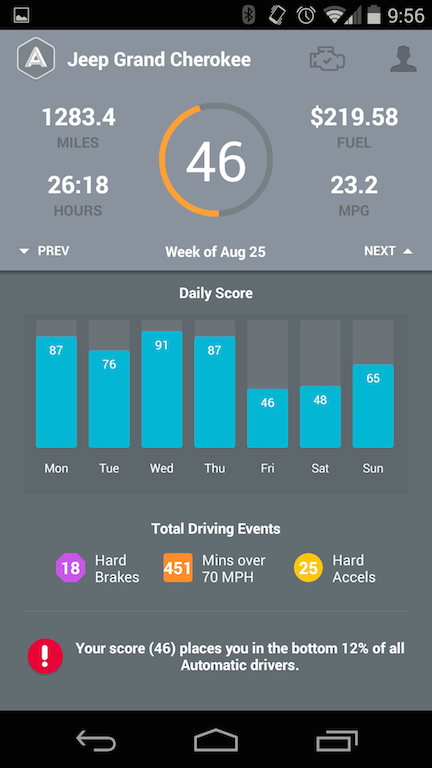 9:56
A
Jeep Grand Cherokee
1283.4
MILES
26:18
HOURS
46
$219.58
FUEL
23.2
MPG
PREV
Week of Aug 25
NEXT
Daily Score
87 76 91 87 46 48 65
Mon Tue Wed Thu Fri Sat Sun
Total Driving Events
18
Hard
Brakes
451
Mins over
70 MPH
25
Hard
Accels
!
Your score (46) places you in the bottom 12% of all
Automatic drivers.